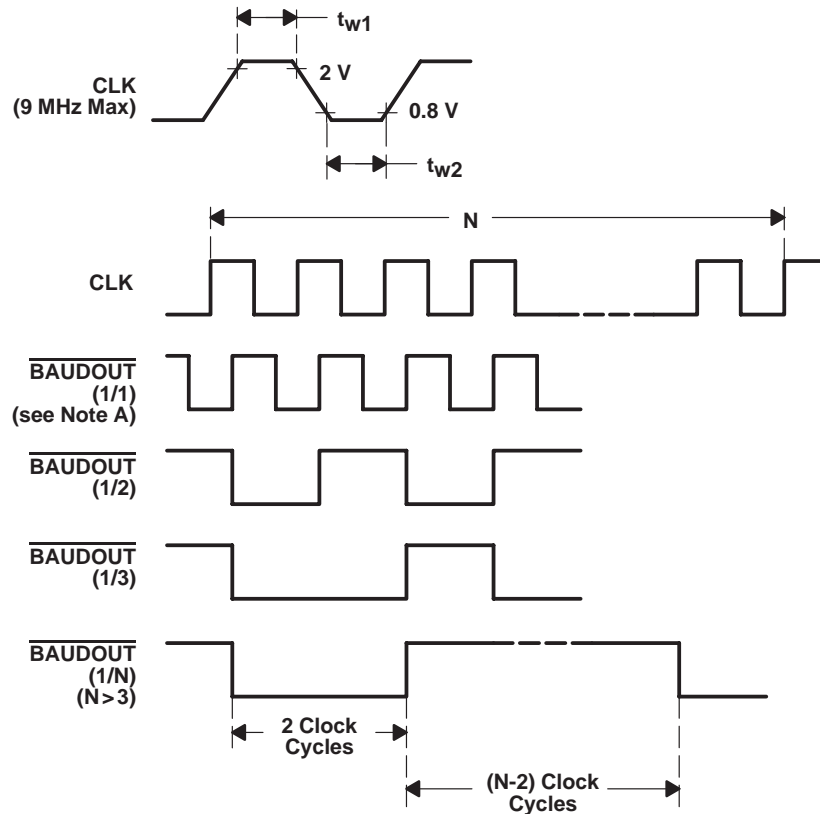 tw1
CLK
(9 MHz Max)
2 V
0.8 V
tw2
N
CLK
BAUDOUT
(1/1)
(see Note A)
BAUDOUT
(1/2)
BAUDOUT
(1/3)
BAUDOUT
(1/N)
(N>3)
2 Clock
Cycles
(N-2) Clock
Cycles